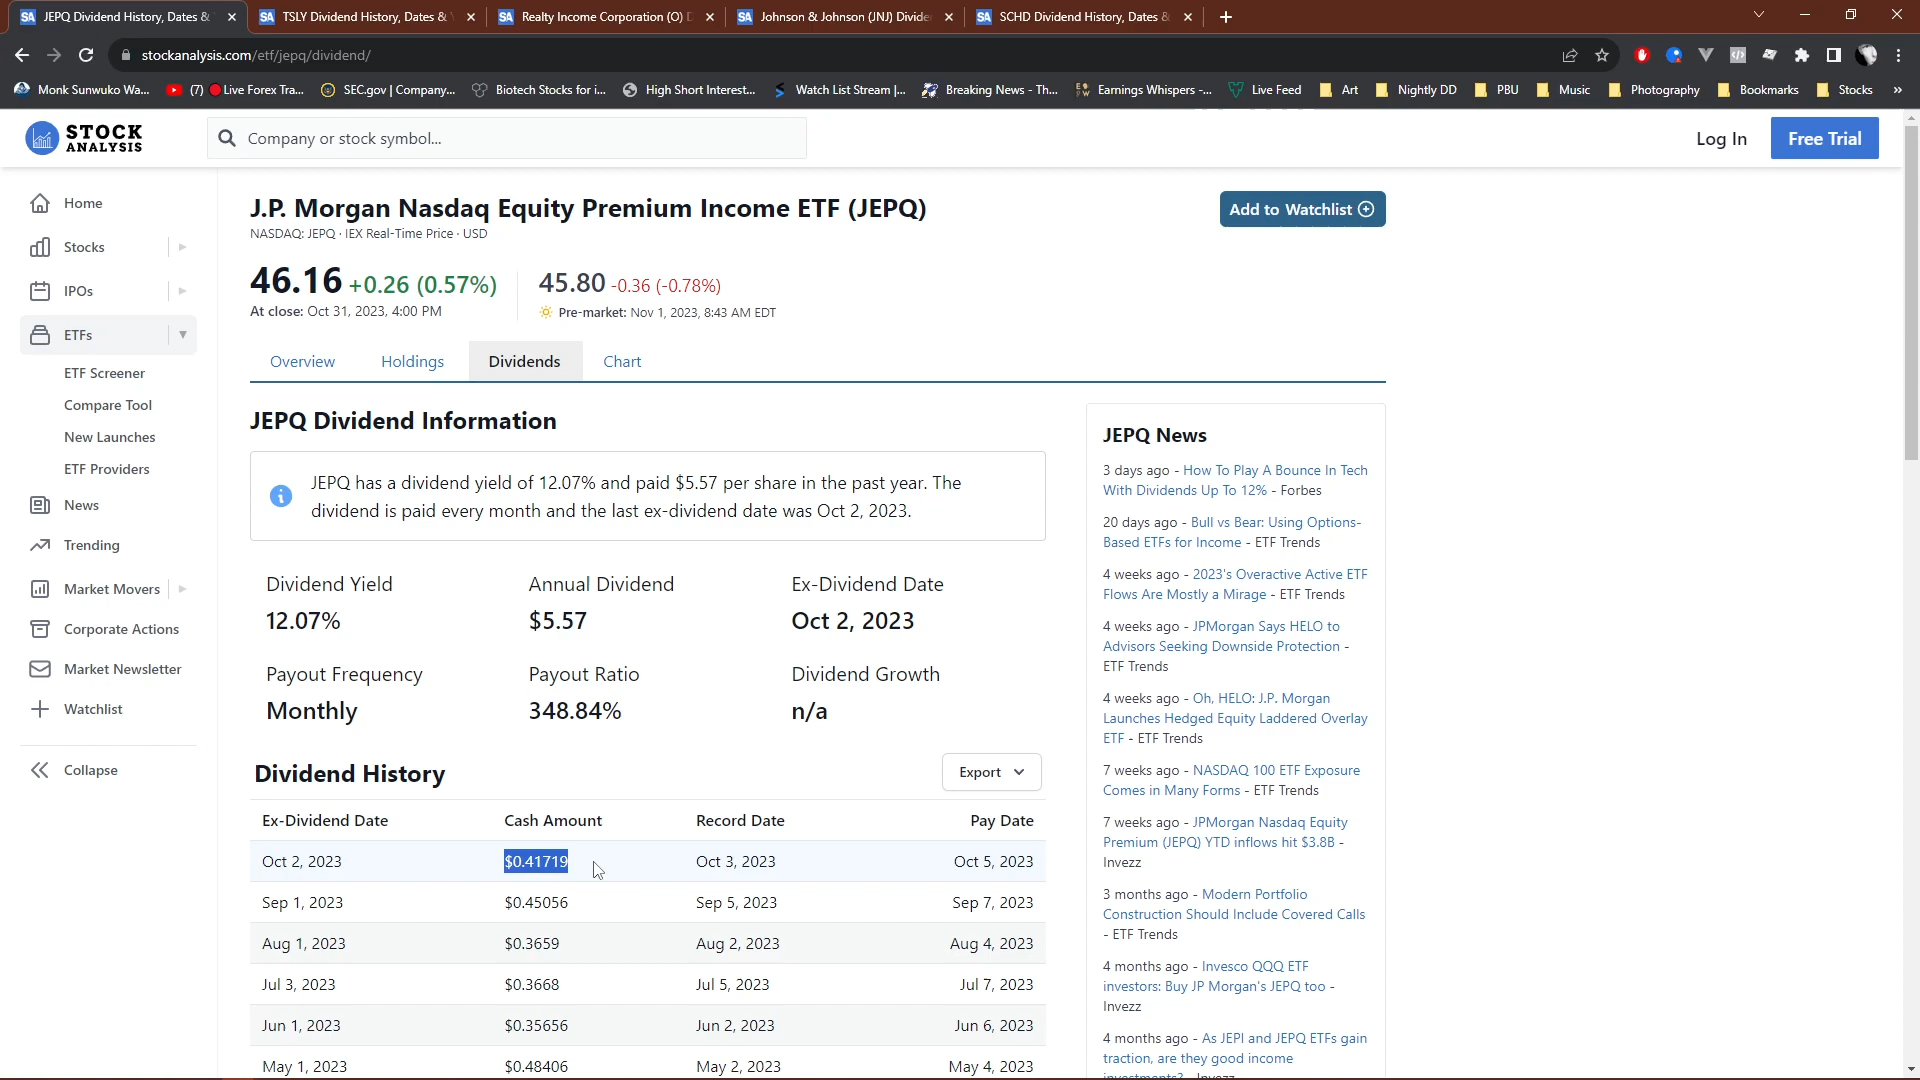 JEPQ Dividend History, Dates &
TSLY Dividend History, Dates &
Realty Income Corporation (O) D
Johnson & Johnson (JNJ) Divide
SCHD Dividend History, Dates &
stockanalysis.com/etf/jepq/dividend/
Monk Sunwuko Wa...
(7) Live Forex Tra...
SEC.gov | Company...
Biotech Stocks for i...
High Short Interest...
Watch List Stream |...
Breaking News - Th...
Earnings Whispers -...
Live Feed
Art
Nightly DD
PBU
Music
Photography
Bookmarks
Stocks
»
STOCK
ANALYSIS
Company or stock symbol...
Log In
Free Trial
Home
Stocks
IPOs
ETFs
ETF Screener
Compare Tool
New Launches
ETF Providers
News
Trending
Market Movers
Corporate Actions
Market Newsletter
Watchlist
Collapse
J.P. Morgan Nasdaq Equity Premium Income ETF (JEPQ)
NASDAQ: JEPQ · IEX Real-Time Price · USD
Add to Watchlist
46.16 +0.26 (0.57%)
At close: Oct 31, 2023, 4:00 PM
45.80 -0.36 (-0.78%)
Pre-market: Nov 1, 2023, 8:43 AM EDT
Overview
Holdings
Dividends
Chart
JEPQ Dividend Information
JEPQ has a dividend yield of 12.07% and paid $5.57 per share in the past year. The
dividend is paid every month and the last ex-dividend date was Oct 2, 2023.
Dividend Yield
12.07%
Annual Dividend
$5.57
Ex-Dividend Date
Oct 2, 2023
Payout Frequency
Monthly
Payout Ratio
348.84%
Dividend Growth
n/a
Dividend History
Export
Ex-Dividend Date Cash Amount Record Date Pay Date
Oct 2, 2023 $0.41719 Oct 3, 2023 Oct 5, 2023
Sep 1, 2023 $0.45056 Sep 5, 2023 Sep 7, 2023
Aug 1, 2023 $0.3659 Aug 2, 2023 Aug 4, 2023
Jul 3, 2023 $0.3668 Jul 5, 2023 Jul 7, 2023
Jun 1, 2023 $0.35656 Jun 2, 2023 Jun 6, 2023
May 1, 2023 $0.48406 May 2, 2023 May 4, 2023
JEPQ News
3 days ago - How To Play A Bounce In Tech
With Dividends Up To 12% - Forbes
20 days ago - Bull vs Bear: Using Options-
Based ETFs for Income - ETF Trends
4 weeks ago - 2023's Overactive Active ETF
Flows Are Mostly a Mirage - ETF Trends
4 weeks ago - JPMorgan Says HELO to
Advisors Seeking Downside Protection -
ETF Trends
4 weeks ago - Oh, HELO: J.P. Morgan
Launches Hedged Equity Laddered Overlay
ETF - ETF Trends
7 weeks ago - NASDAQ 100 ETF Exposure
Comes in Many Forms - ETF Trends
7 weeks ago - JPMorgan Nasdaq Equity
Premium (JEPQ) YTD inflows hit $3.8B -
Invezz
3 months ago - Modern Portfolio
Construction Should Include Covered Calls
- ETF Trends
4 months ago - Invesco QQQ ETF
investors: Buy JP Morgan's JEPQ too -
Invezz
4 months ago - As JEPI and JEPQ ETFs gain
traction, are they good income
investments? - Invezz